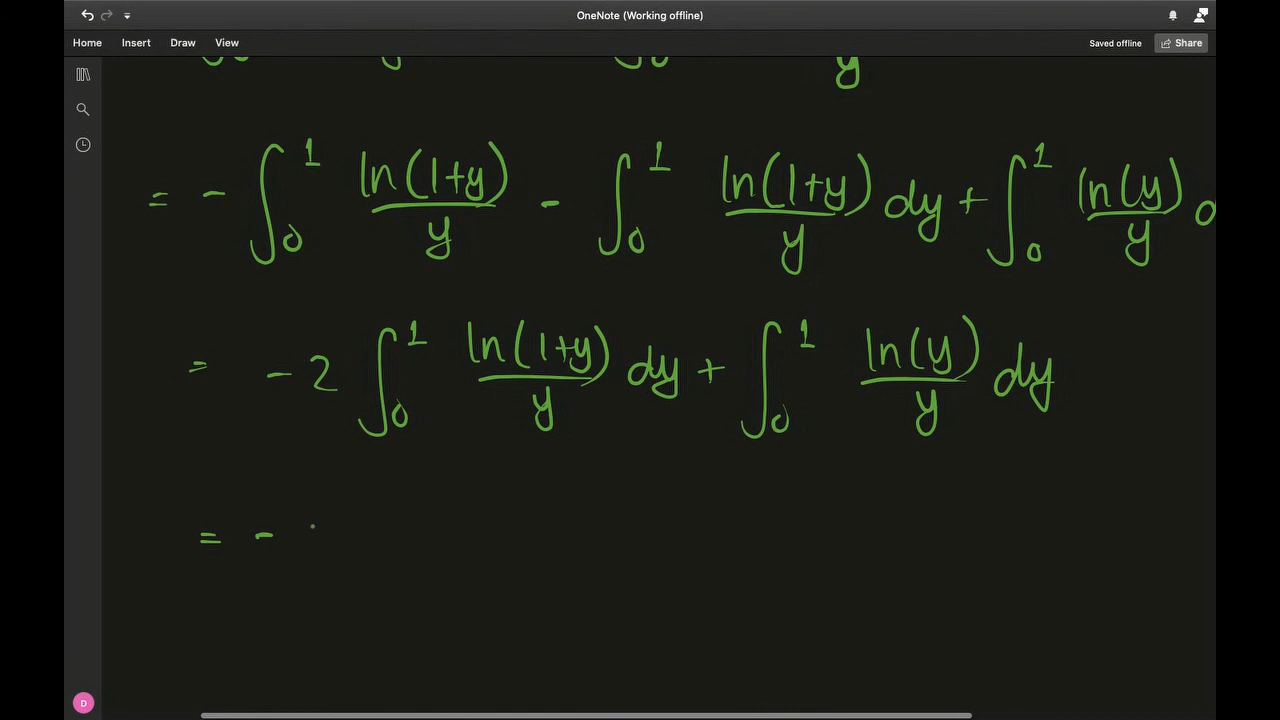 OneNote (Working offline)
Home Insert Draw View
Saved offline Share
y
= - ∫₀¹ ln(1+y)/y - ∫₀¹ ln(1+y)/y dy + ∫₀¹ ln(y)/y
= -2 ∫₀¹ ln(1+y)/y dy + ∫₀¹ ln(y)/y dy
= -
D